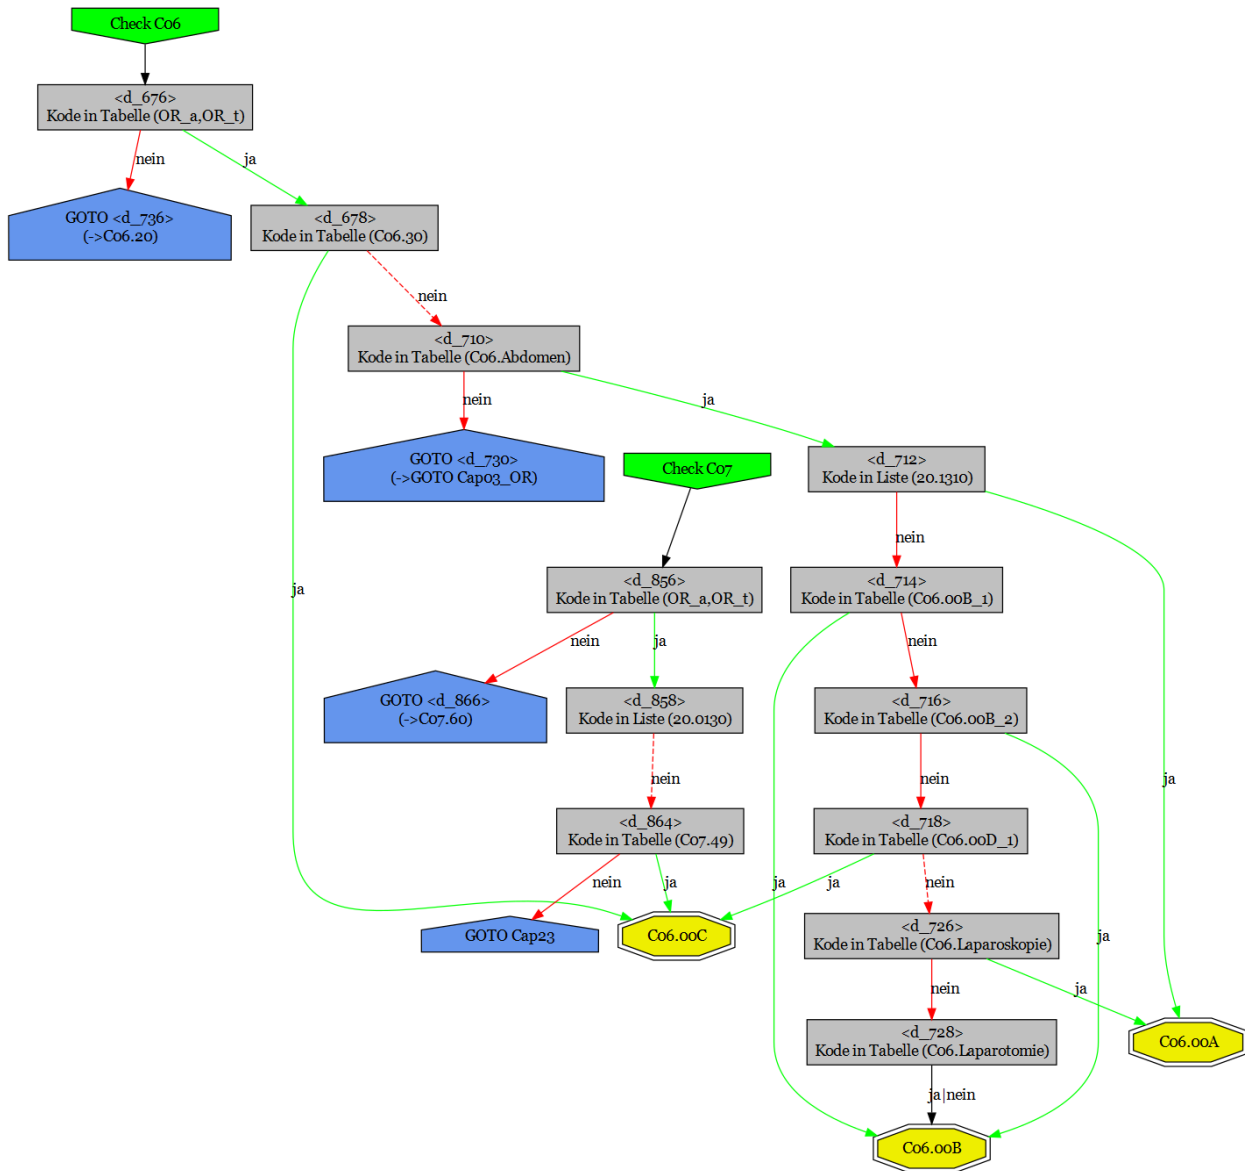 Check C06
<d_676>
Kode in Tabelle (OR_a,OR_t)
nein
ja
GOTO <d_736>
(->C06.20)
<d_678>
Kode in Tabelle (C06.30)
nein
<d_710>
Kode in Tabelle (C06.Abdomen)
nein
ja
GOTO <d_730>
(->GOTO Cap03_OR)
Check C07
<d_712>
Kode in Liste (20.1310)
nein
ja
<d_856>
Kode in Tabelle (OR_a,OR_t)
<d_714>
Kode in Tabelle (C06.00B_1)
nein
ja
nein
GOTO <d_866>
(->C07.60)
<d_858>
Kode in Liste (20.0130)
<d_716>
Kode in Tabelle (C06.00B_2)
nein
nein
ja
<d_864>
Kode in Tabelle (C07.49)
<d_718>
Kode in Tabelle (C06.00D_1)
nein
ja
ja
ja
nein
GOTO Cap23
C06.00C
<d_726>
Kode in Tabelle (C06.Laparoskopie)
ja
nein
ja
<d_728>
Kode in Tabelle (C06.Laparotomie)
C06.00A
ja|nein
C06.00B